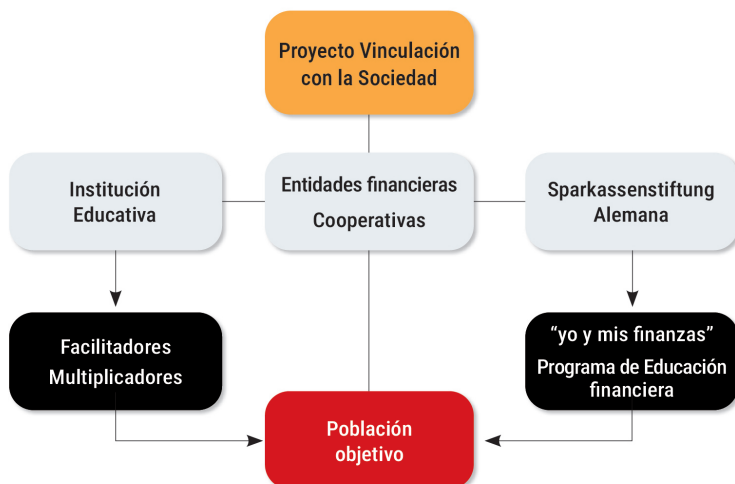 Proyecto Vinculación
con la Sociedad
Institución
Educativa
Entidades financieras
Cooperativas
Sparkassenstiftung
Alemana
Facilitadores
Multiplicadores
“yo y mis finanzas”
Programa de Educación
financiera
Población
objetivo